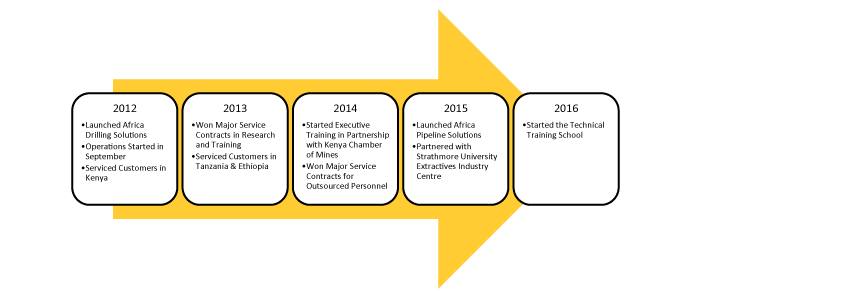 2012
•Launched Africa
Drilling Solutions
•Operations Started in
September
•Serviced Customers in
Kenya
2013
•Won Major Service
Contracts in Research
and Training
•Serviced Customers in
Tanzania & Ethiopia
2014
•Started Executive
Training in Partnership
with Kenya Chamber
of Mines
•Won Major Service
Contracts for
Outsourced Personnel
2015
•Launched Africa
Pipeline Solutions
•Partnered with
Strathmore University
Extractives Industry
Centre
2016
•Started the Technical
Training School